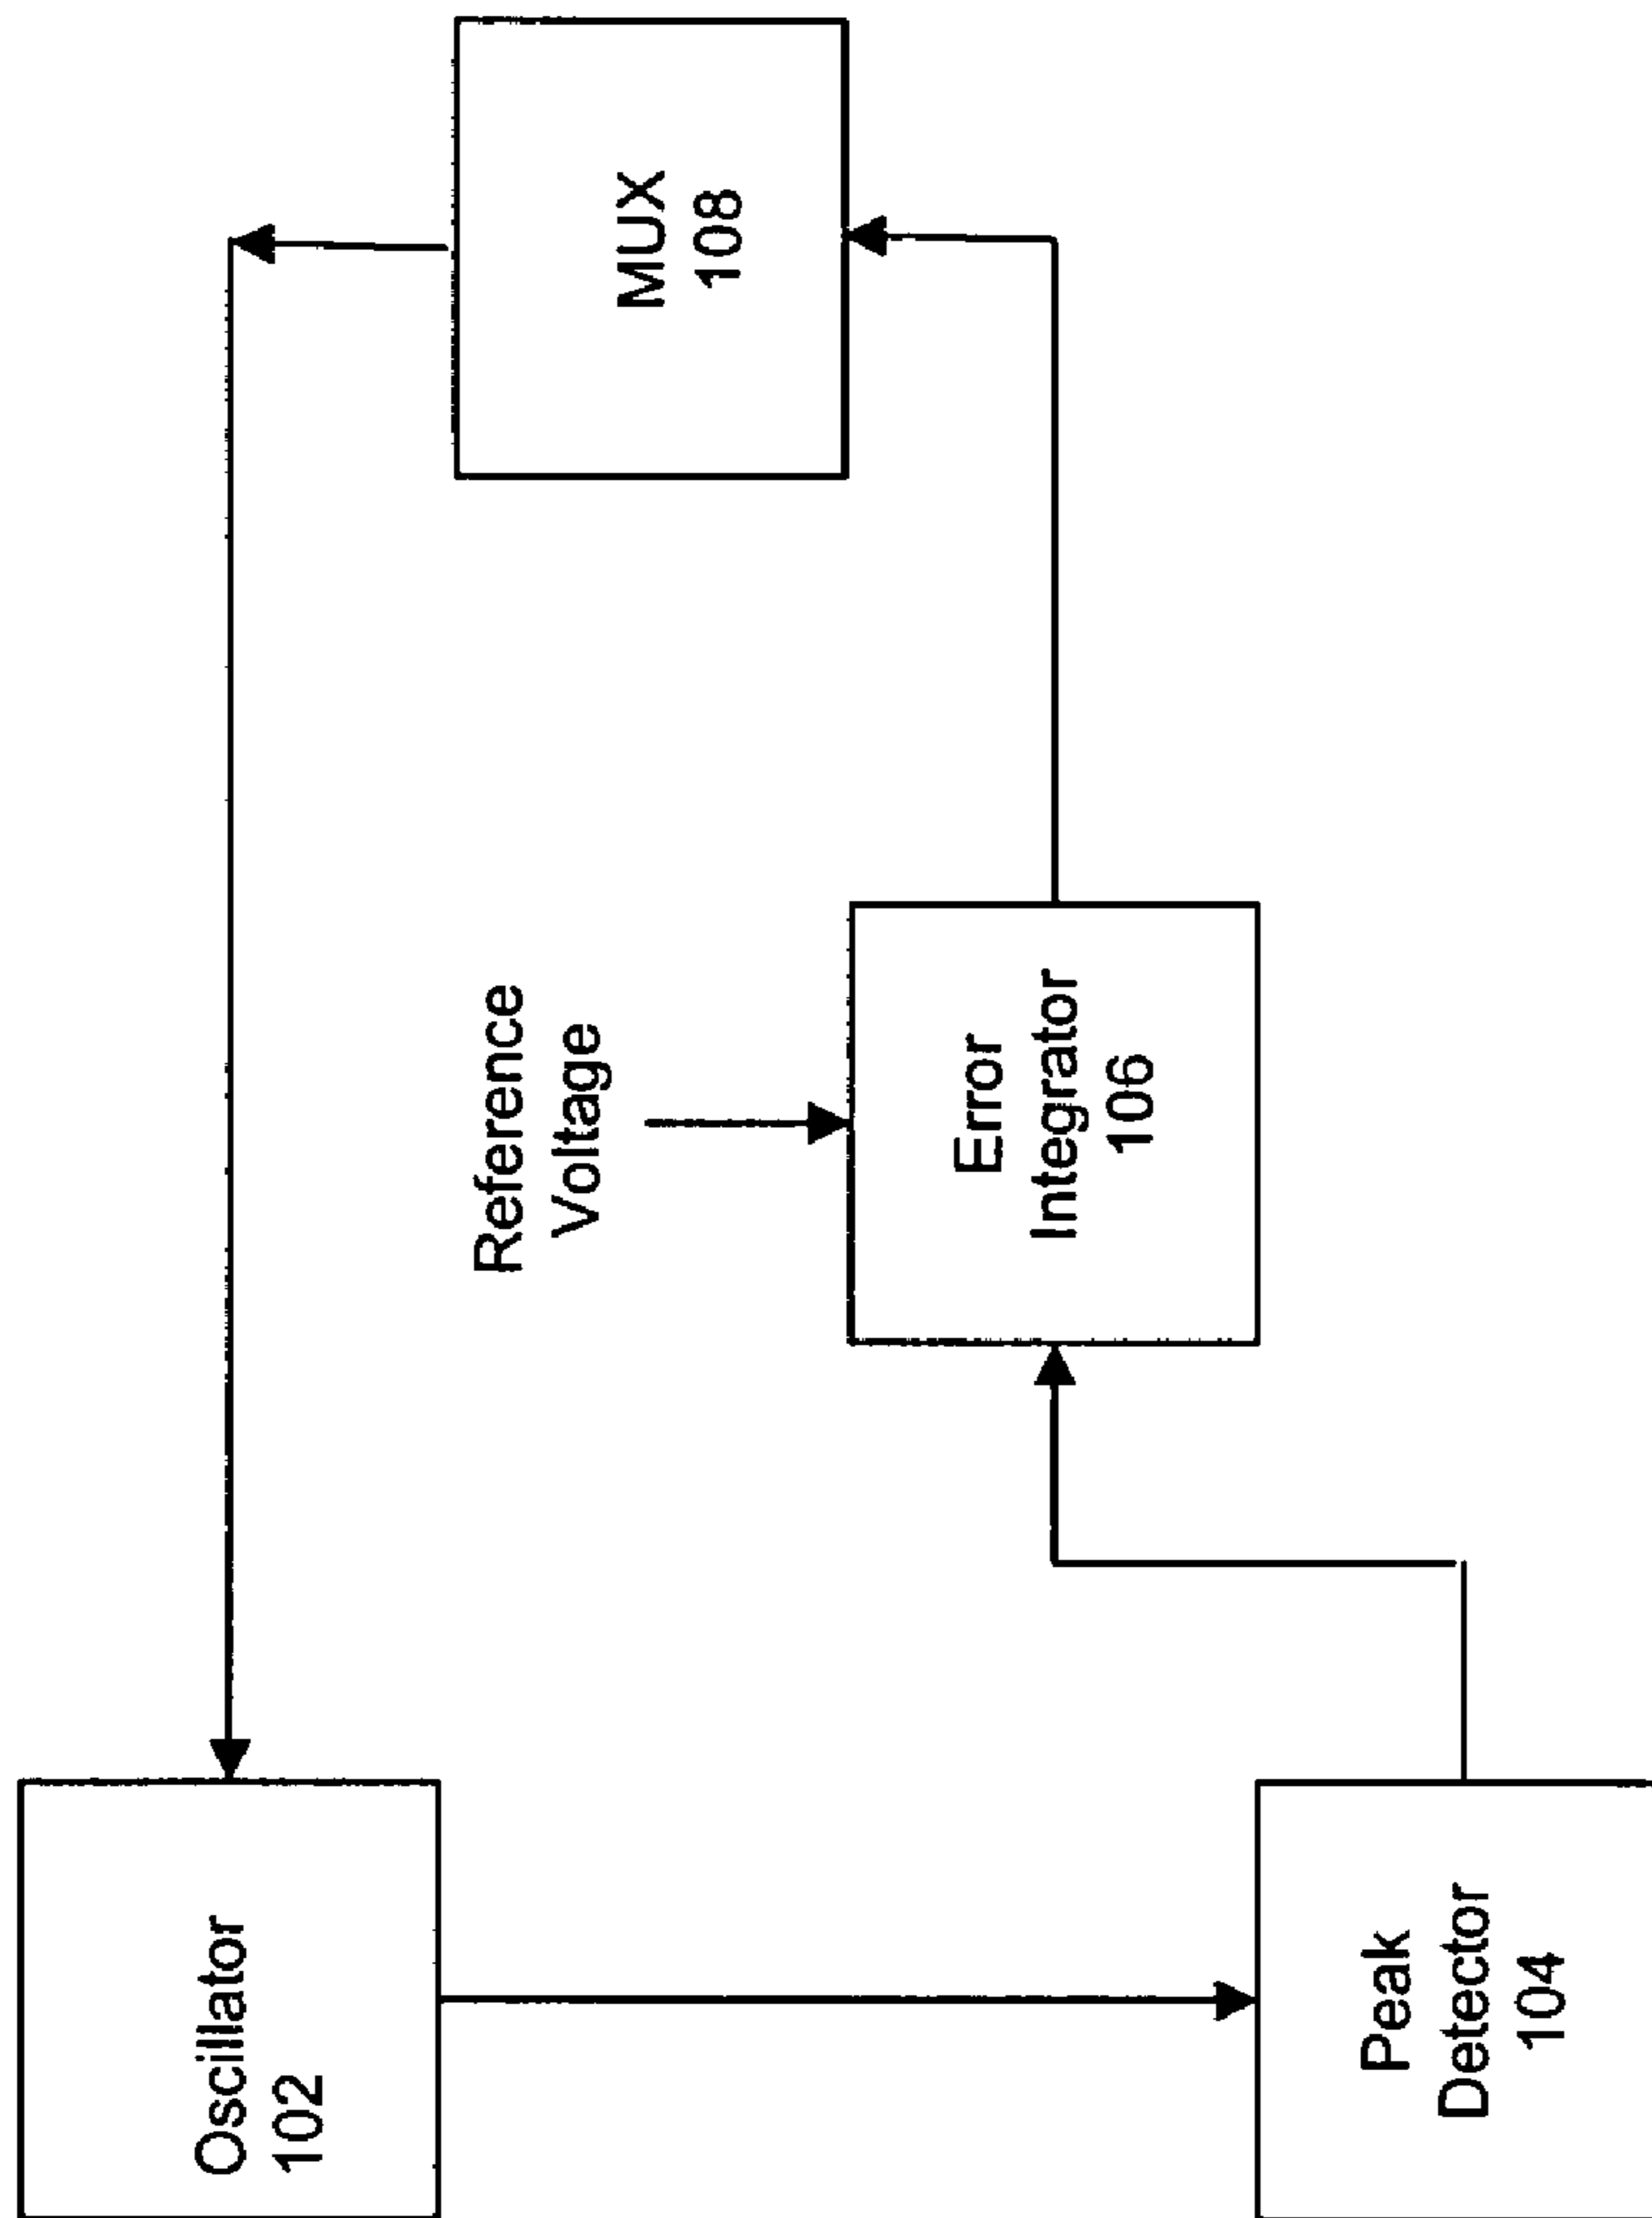 Oscillator
102
Reference
Voltage
MUX
108
Error
Integrator
106
Peak
Detector
104